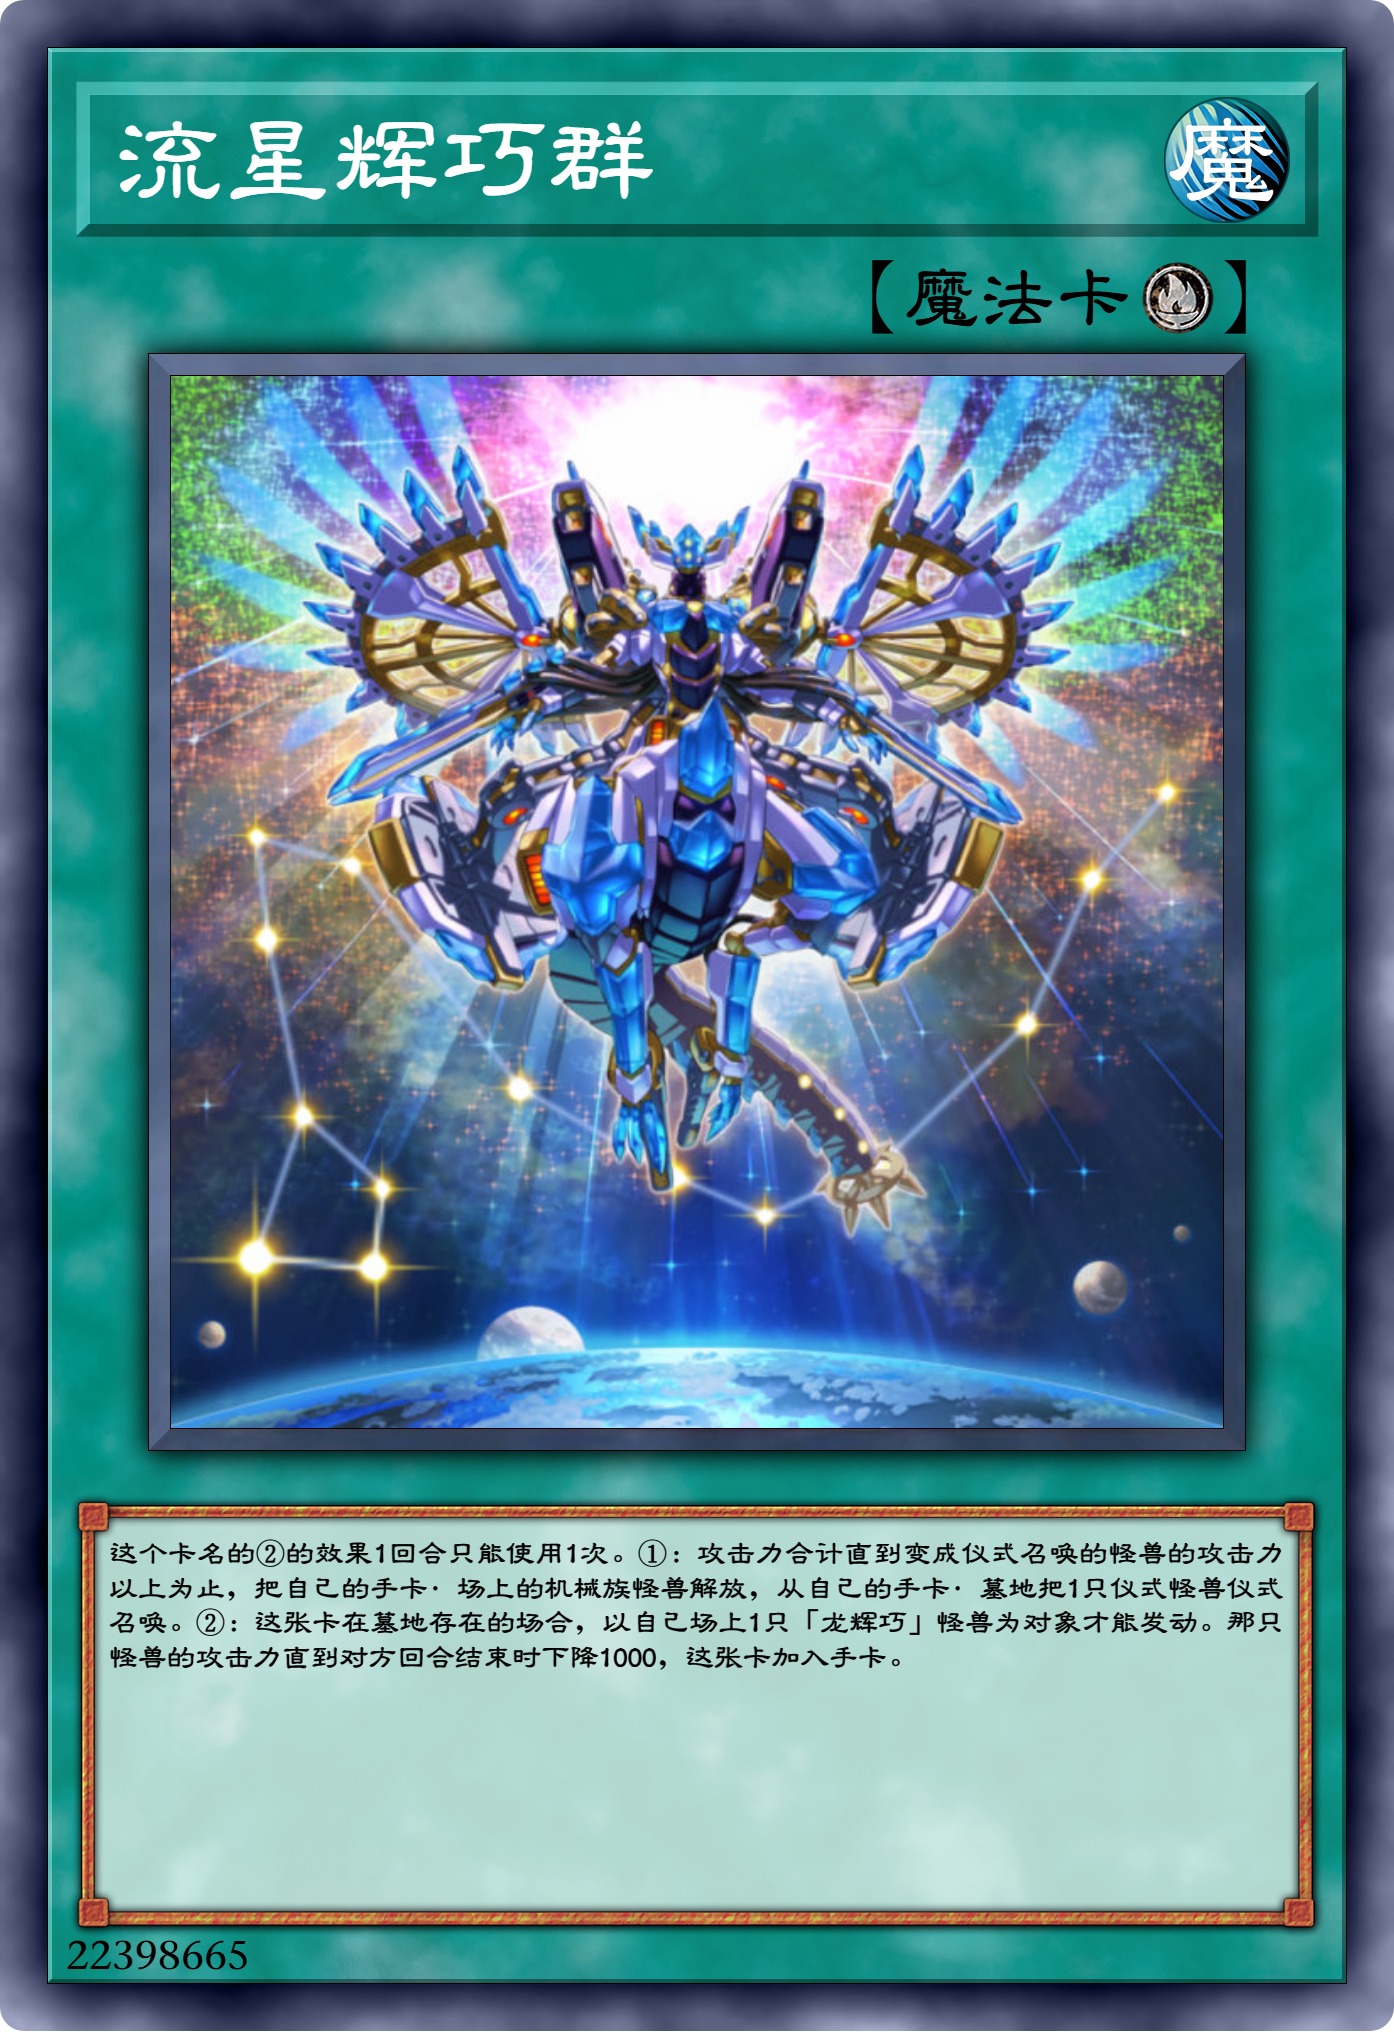 流星辉巧群
魔
【魔法卡】
这个卡名的②的效果1回合只能使用1次。①：攻击力合计直到变成仪式召唤的怪兽的攻击力
以上为止，把自己的手卡·场上的机械族怪兽解放，从自己的手卡·墓地把1只仪式怪兽仪式
召唤。②：这张卡在墓地存在的场合，以自己场上1只「龙辉巧」怪兽为对象才能发动。那只
怪兽的攻击力直到对方回合结束时下降1000，这张卡加入手卡。
22398665